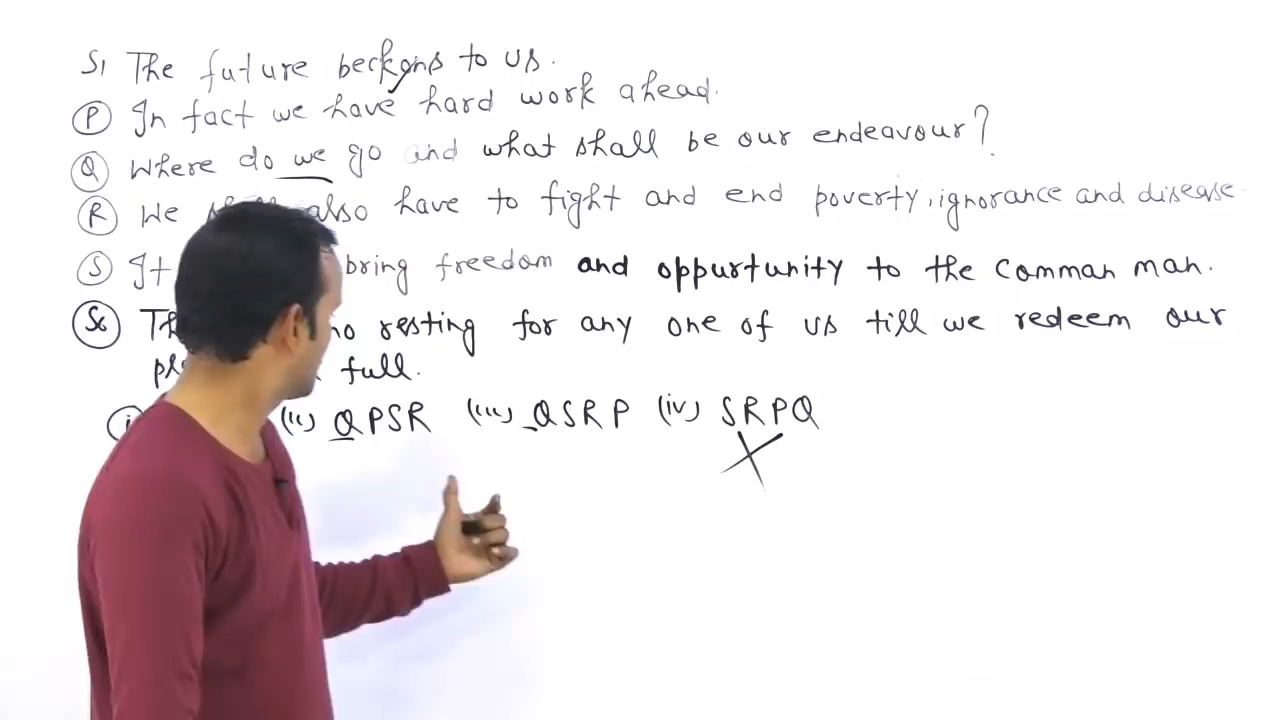 S1 The future beckons to us.
(P) In fact we have hard work ahead.
(Q) Where do we go and what shall be our endeavour?
(R) We also have to fight and end poverty, ignorance and disease.
(S) It bring freedom and oppurtunity to the Comman man.
(S6) no resting for any one of us till we redeem our
full.
(i) (ii) QPSR (iii) QSRP (iv) SRPQ